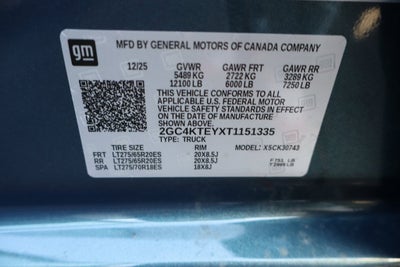 gm
MFD BY GENERAL MOTORS OF CANADA COMPANY
12/25 GVWR GAWR FRT GAWR RR
5489 KG 2722 KG 3289 KG
12100 LB 6000 LB 7250 LB
THIS VEHICLE CONFORMS TO ALL
APPLICABLE U.S. FEDERAL MOTOR
VEHICLE SAFETY STANDARDS IN
EFFECT ON THE DATE OF MANUFACTURE
SHOWN ABOVE.
2GC4KTEYXT1151335
TYPE: TRUCK
TIRE SIZE RIM MODEL: X5CK30743
FRT LT275/65R20ES 20X8.5J
RR LT275/65R20ES 20X8.5J
SPA LT275/70R18ES 18X8J